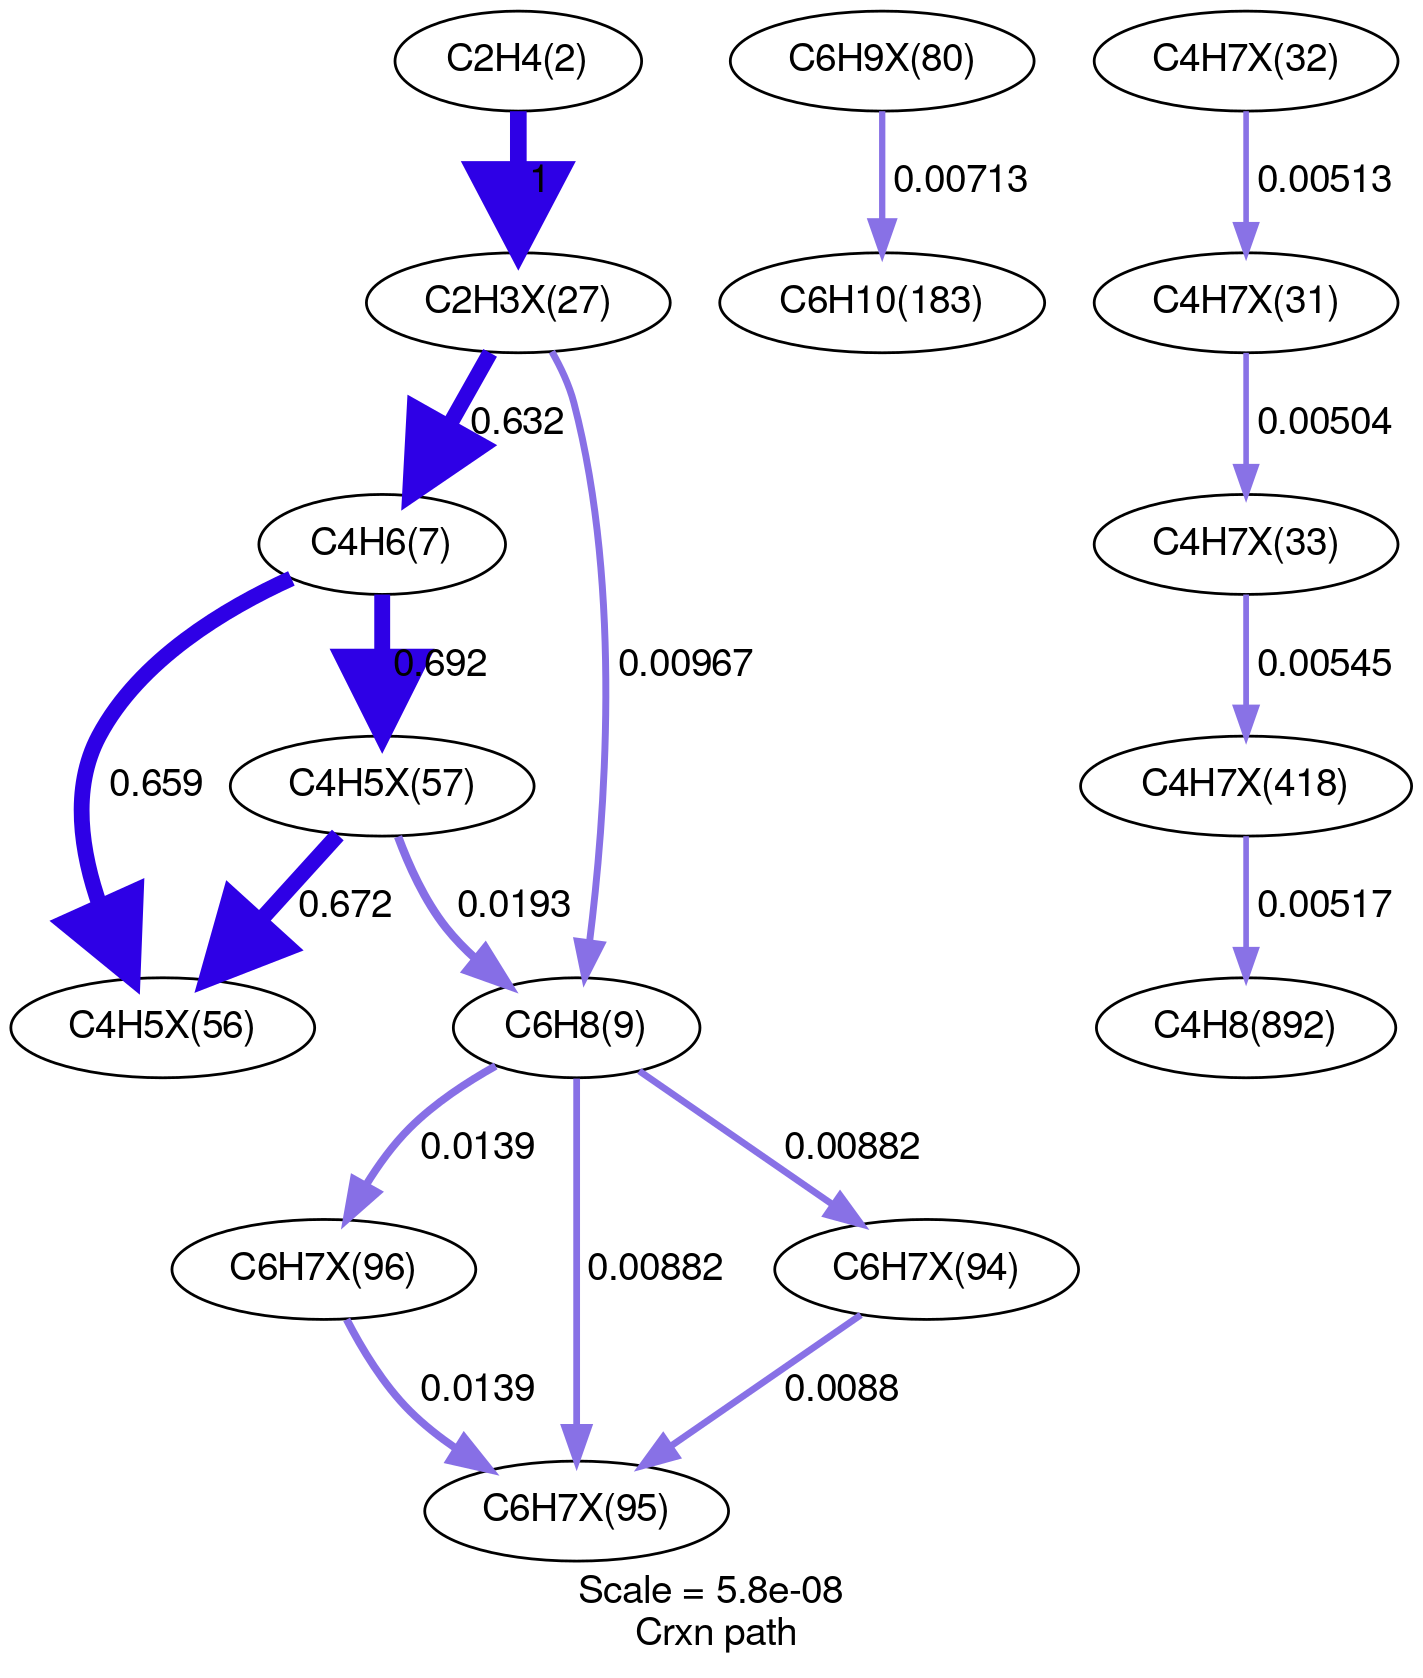 C2H4(2)
C6H9X(80)
C4H7X(32)
1
0.00713
0.00513
C2H3X(27)
C6H10(183)
C4H7X(31)
0.632
0.00504
C4H6(7)
C4H7X(33)
0.692
0.00967
0.00545
0.659
C4H5X(57)
C4H7X(418)
0.672
0.0193
0.00517
C4H5X(56)
C6H8(9)
C4H8(892)
0.0139
0.00882
C6H7X(96)
0.00882
C6H7X(94)
0.0139
0.0088
C6H7X(95)
Scale = 5.8e-08
Crxn path